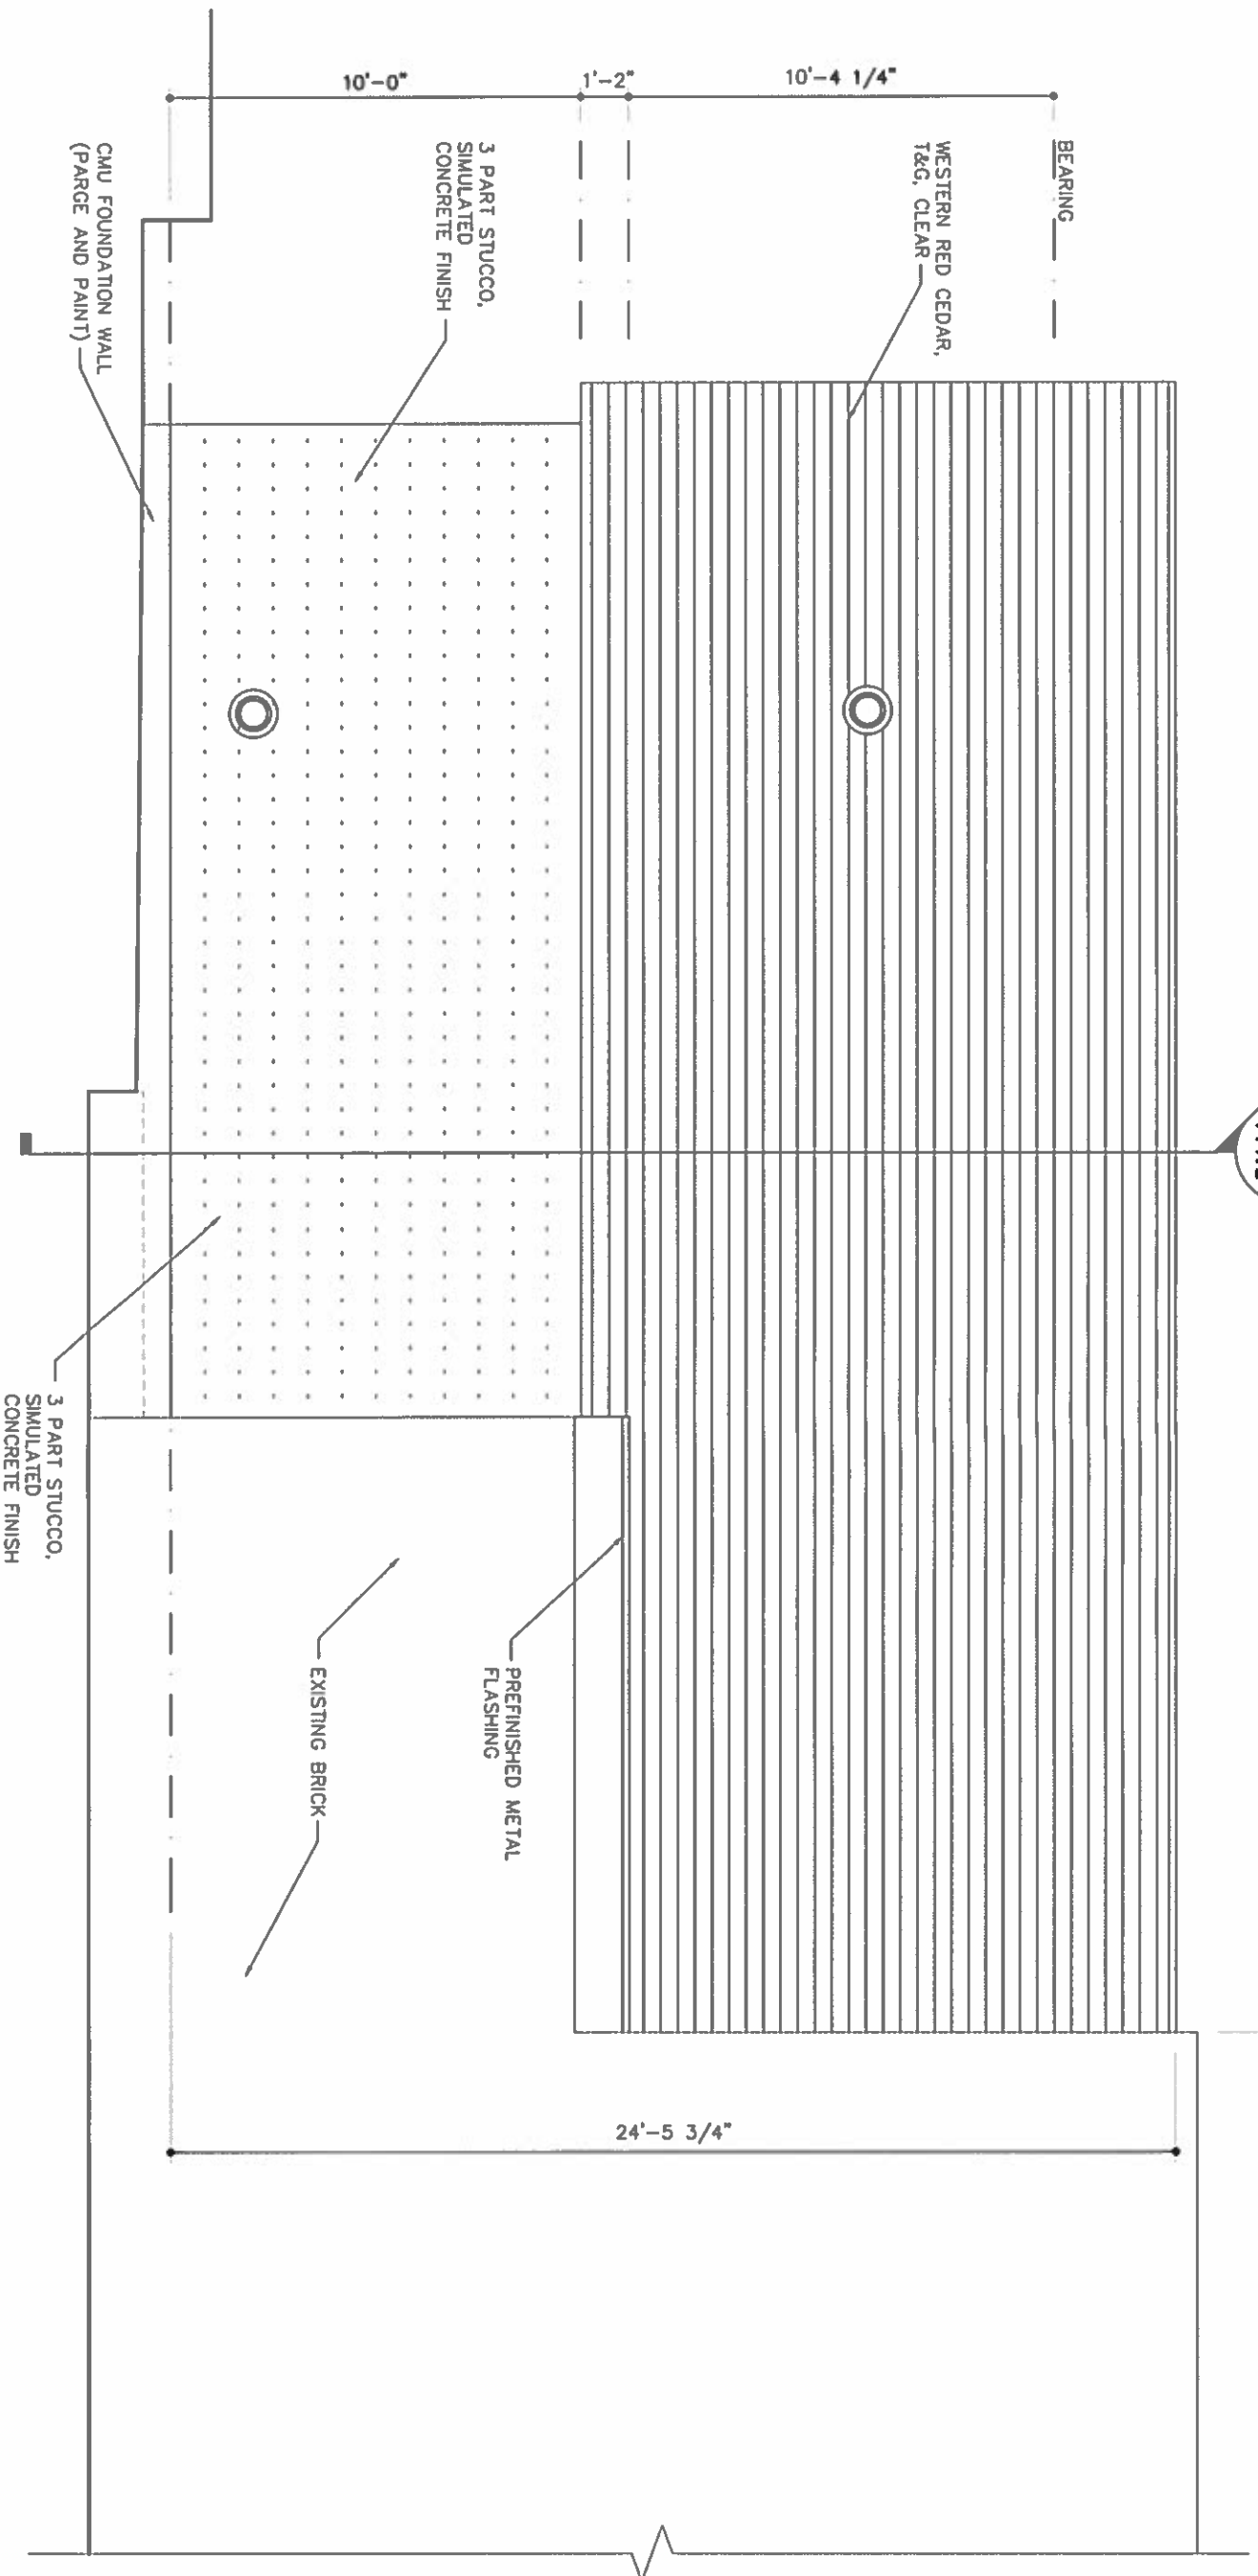 10'-0"
1'-2"
10'-4 1/4"
BEARING
WESTERN RED CEDAR,
T&G, CLEAR
3 PART STUCCO,
SIMULATED
CONCRETE FINISH
CMU FOUNDATION WALL
(PARGE AND PAINT)
3 PART STUCCO,
SIMULATED
CONCRETE FINISH
PREFINISHED METAL
FLASHING
EXISTING BRICK
24'-5 3/4"